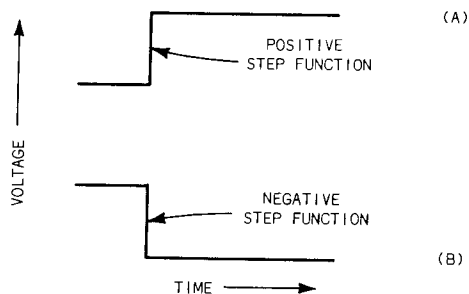 (A)
POSITIVE
STEP FUNCTION
VOLTAGE
NEGATIVE
STEP FUNCTION
(B)
TIME